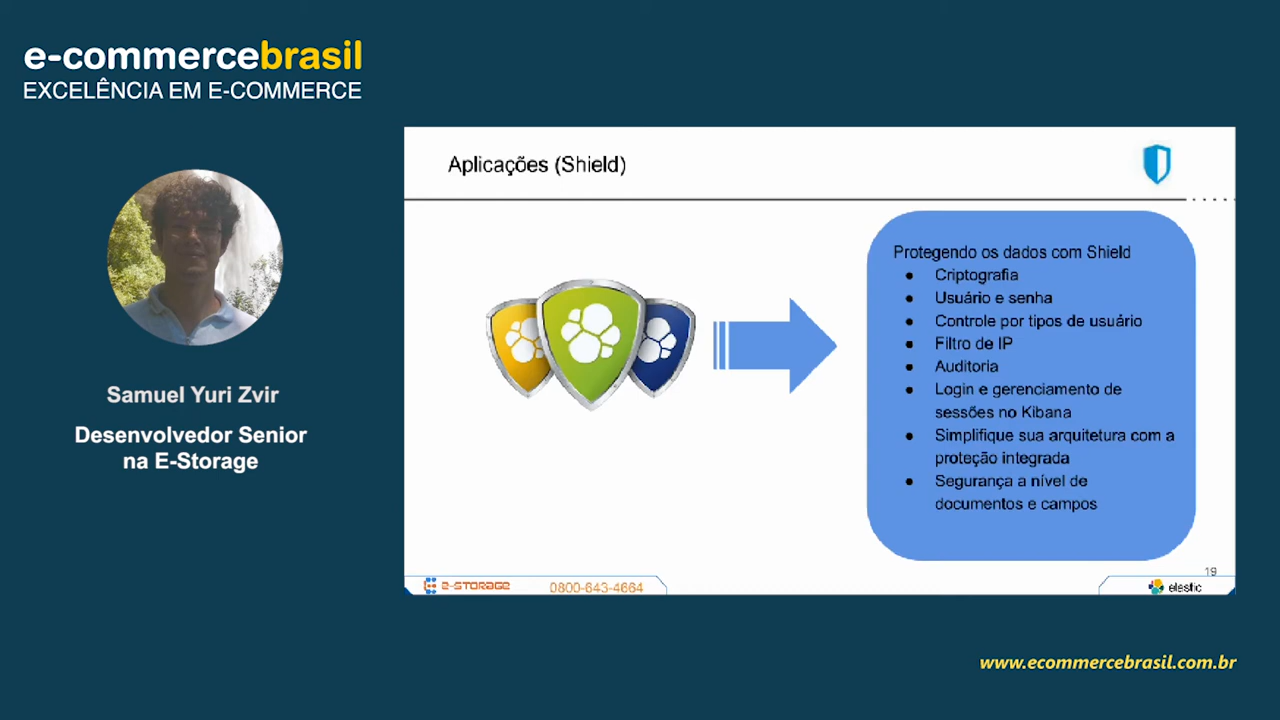 e-commercebrasil
EXCELÊNCIA EM E-COMMERCE
Samuel Yuri Zvir
Desenvolvedor Senior
na E-Storage
Aplicações (Shield)
Protegendo os dados com Shield
● Criptografia
● Usuário e senha
● Controle por tipos de usuário
● Filtro de IP
● Auditoria
● Login e gerenciamento de
sessões no Kibana
● Simplifique sua arquitetura com a
proteção integrada
● Segurança a nível de
documentos e campos
19
E-STORAGE
0800-643-4664
elastic
www.ecommercebrasil.com.br